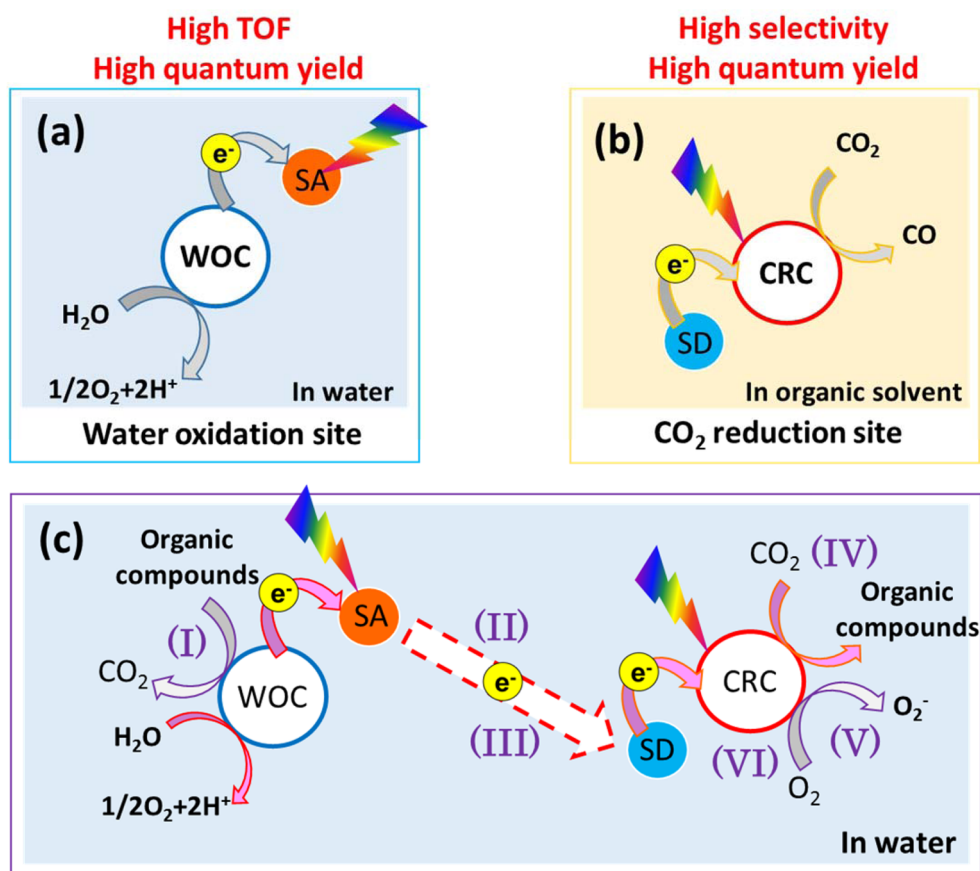 High TOF
High quantum yield
High selectivity
High quantum yield
(a)
e-
SA
WOC
H₂O
1/2O₂+2H⁺
In water
Water oxidation site
(b)
CO₂
CO
e-
CRC
SD
In organic solvent
CO₂ reduction site
(c)
Organic
compounds
e-
SA
(I)
CO₂
WOC
H₂O
1/2O₂+2H⁺
(II)
e-
(III)
CO₂ (IV)
Organic
compounds
e-
CRC
SD
O₂⁻
(V)
(VI)
O₂
In water